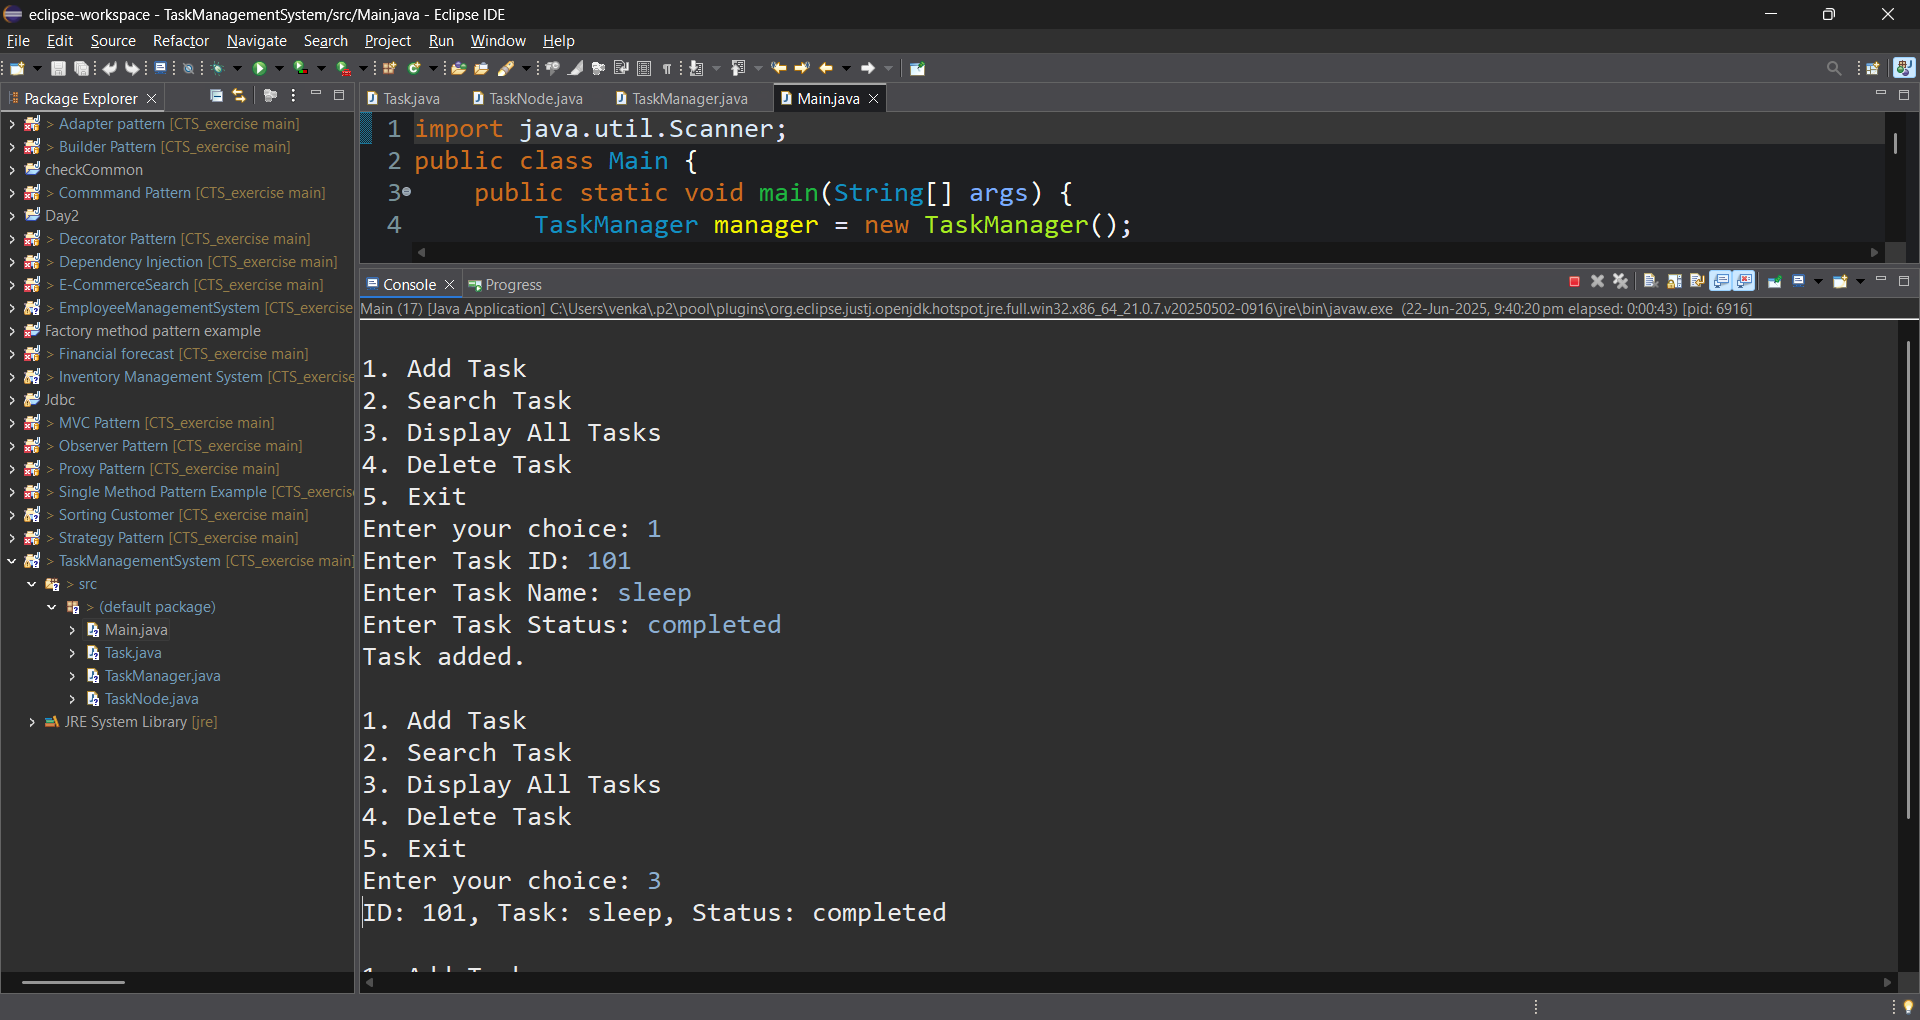 eclipse-workspace - TaskManagementSystem/src/Main.java - Eclipse IDE
File Edit Source Refactor Navigate Search Project Run Window Help
Package Explorer
> Adapter pattern [CTS_exercise main]
> Builder Pattern [CTS_exercise main]
checkCommon
> Commmand Pattern [CTS_exercise main]
Day2
> Decorator Pattern [CTS_exercise main]
> Dependency Injection [CTS_exercise main]
> E-CommerceSearch [CTS_exercise main]
> EmployeeManagementSystem [CTS_exercise
Factory method pattern example
> Financial forecast [CTS_exercise main]
> Inventory Management System [CTS_exercise
Jdbc
> MVC Pattern [CTS_exercise main]
> Observer Pattern [CTS_exercise main]
> Proxy Pattern [CTS_exercise main]
> Single Method Pattern Example [CTS_exercis
> Sorting Customer [CTS_exercise main]
> Strategy Pattern [CTS_exercise main]
> TaskManagementSystem [CTS_exercise main]
> src
> (default package)
Main.java
Task.java
TaskManager.java
TaskNode.java
JRE System Library [jre]
Task.java TaskNode.java TaskManager.java Main.java
1 import java.util.Scanner;
2 public class Main {
3 public static void main(String[] args) {
4 TaskManager manager = new TaskManager();
Console Progress
Main (17) [Java Application] C:\Users\venka\.p2\pool\plugins\org.eclipse.justj.openjdk.hotspot.jre.full.win32.x86_64_21.0.7.v20250502-0916\jre\bin\javaw.exe (22-Jun-2025, 9:40:20 pm elapsed: 0:00:43) [pid: 6916]
1. Add Task
2. Search Task
3. Display All Tasks
4. Delete Task
5. Exit
Enter your choice: 1
Enter Task ID: 101
Enter Task Name: sleep
Enter Task Status: completed
Task added.
1. Add Task
2. Search Task
3. Display All Tasks
4. Delete Task
5. Exit
Enter your choice: 3
ID: 101, Task: sleep, Status: completed